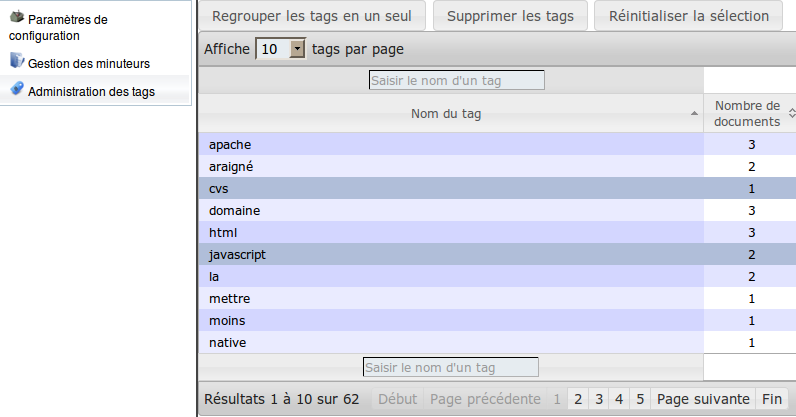 Paramètres de
configuration
Gestion des minuteurs
Administration des tags
Regrouper les tags en un seul Supprimer les tags Réinitialiser la sélection
Affiche 10 tags par page
Saisir le nom d'un tag
Nom du tag Nombre de
documents
apache 3
araigné 2
cvs 1
domaine 3
html 3
javascript 2
la 2
mettre 1
moins 1
native 1
Saisir le nom d'un tag
Résultats 1 à 10 sur 62 Début Page précédente 1 2 3 4 5 Page suivante Fin